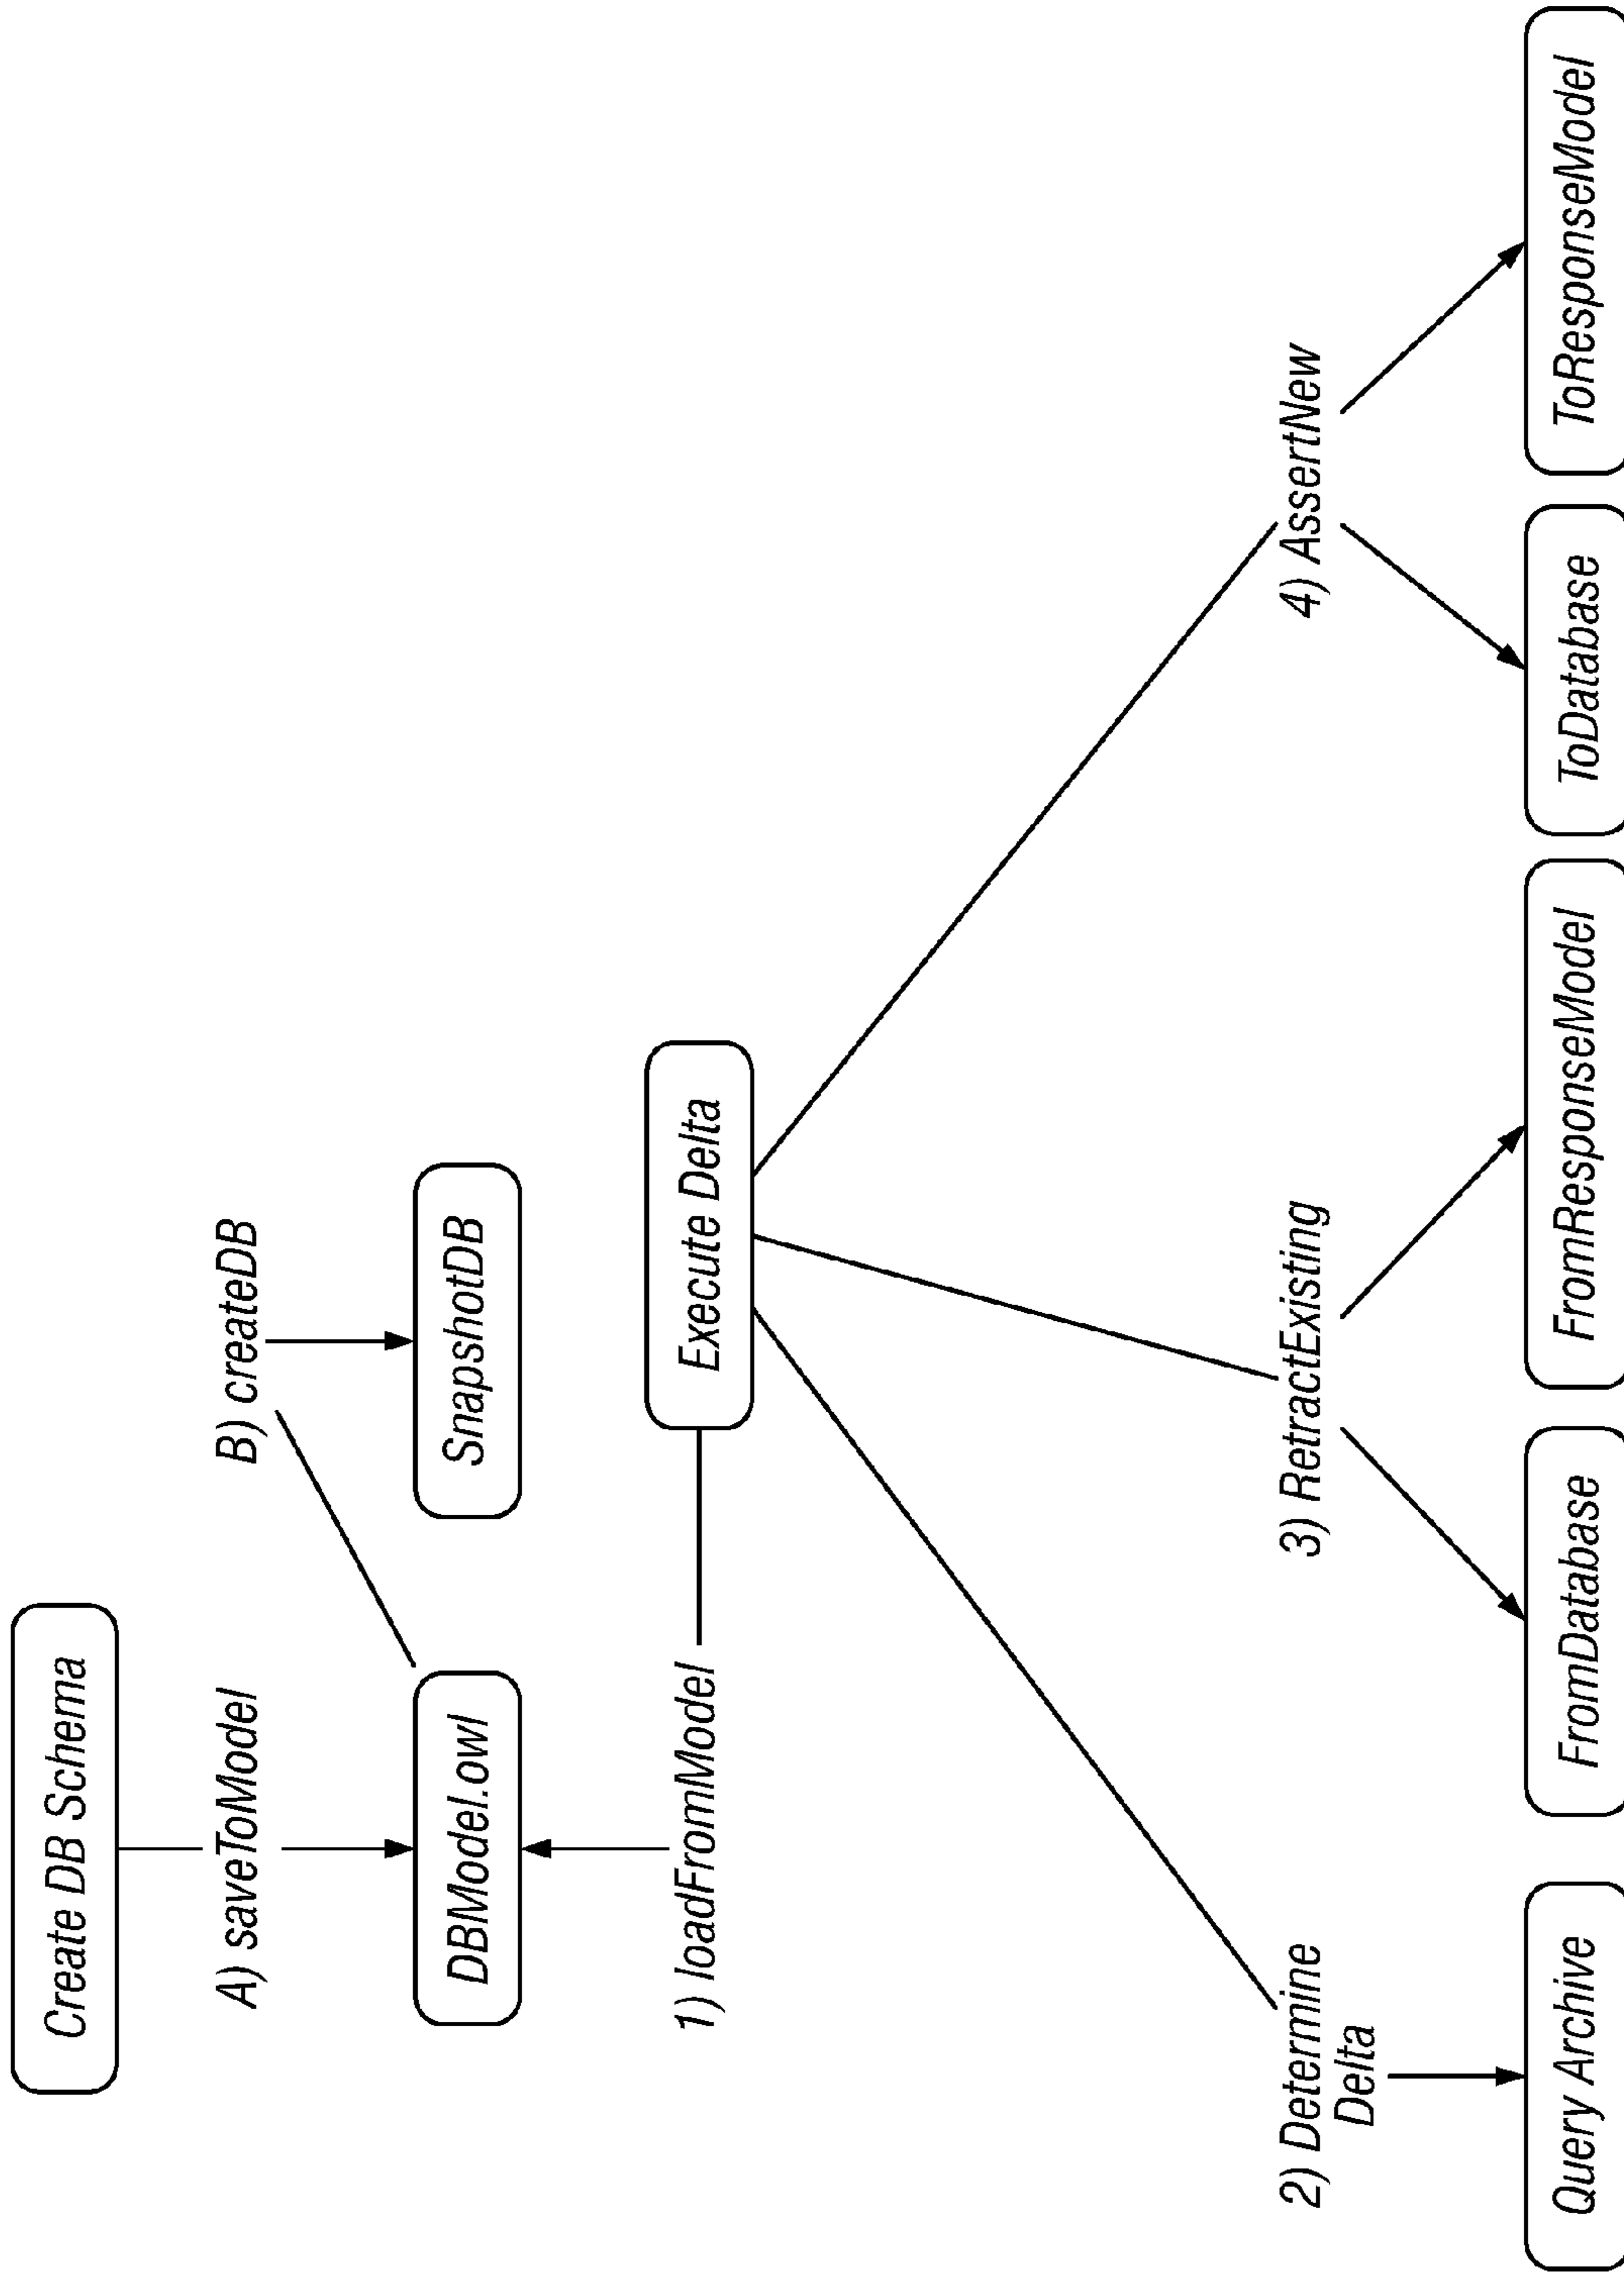 Create DB Schema
A) saveToModel
B) createDB
DBModel.owl
SnapshotDB
1) loadFromModel
Execute Delta
2) Determine
Delta
3) RetractExisting
4) AssertNew
Query Archive
FromDatabase
FromResponseModel
ToDatabase
ToResponseModel